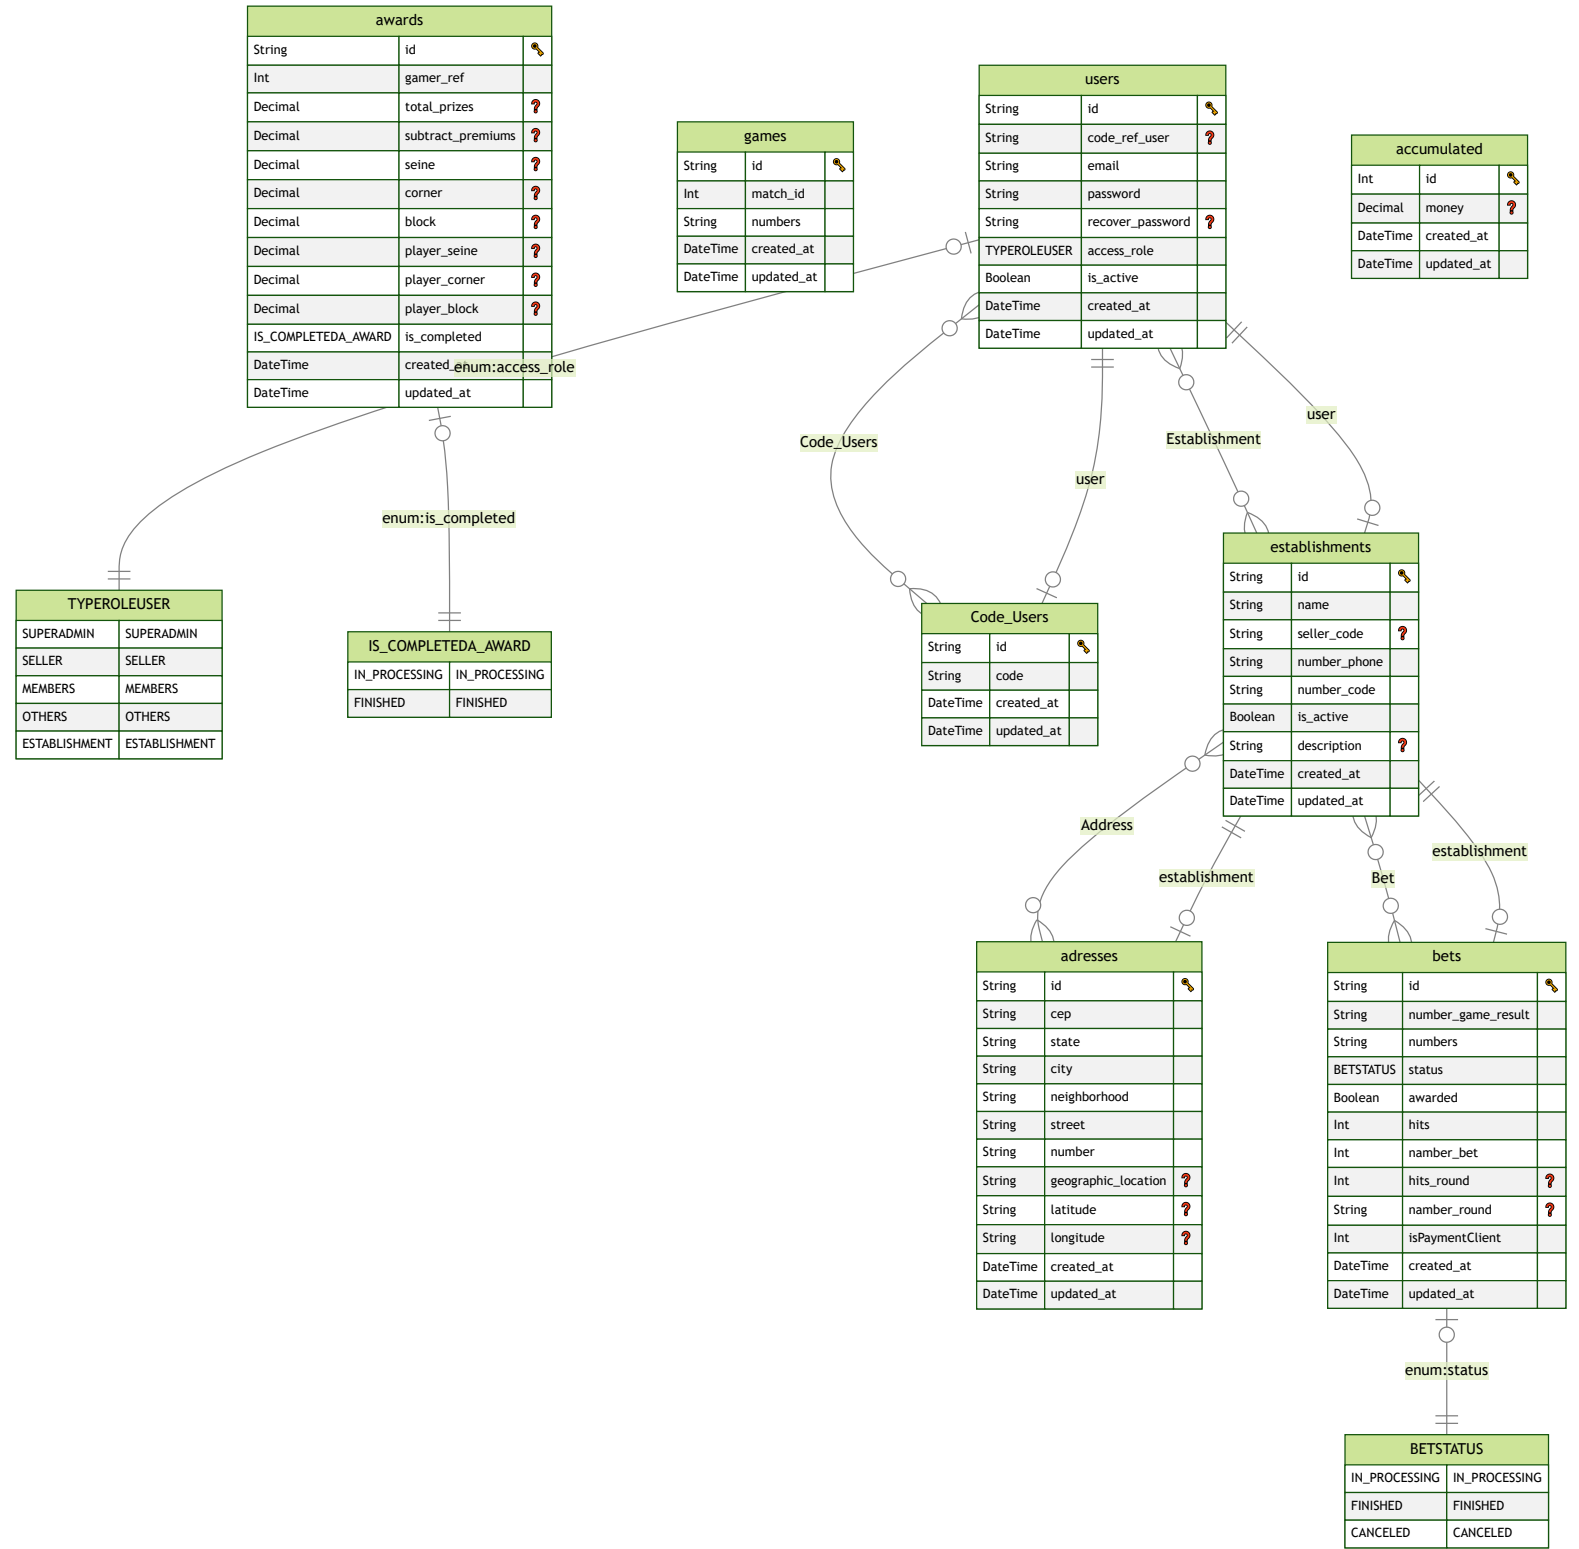 awards
String id
Int gamer_ref
Decimal total_prizes
Decimal subtract_premiums
Decimal seine
Decimal corner
Decimal block
Decimal player_seine
Decimal player_corner
Decimal player_block
IS_COMPLETEDA_AWARD is_completed
DateTime
DateTime updated_at
games
String id
Int match_id
String numbers
DateTime created_at
DateTime updated_at
users
String id
String code_ref_user
String email
String password
String recover_password
TYPEROLEUSER access_role
Boolean is_active
DateTime created_at
DateTime updated_at
accumulated
Int id
Decimal money
DateTime created_at
DateTime updated_at
enum:access_role
enum:is_completed
Code_Users
user
Establishment
user
TYPEROLEUSER
SUPERADMIN SUPERADMIN
SELLER SELLER
MEMBERS MEMBERS
OTHERS OTHERS
ESTABLISHMENT ESTABLISHMENT
IS_COMPLETEDA_AWARD
IN_PROCESSING IN_PROCESSING
FINISHED FINISHED
Code_Users
String id
String code
DateTime created_at
DateTime updated_at
establishments
String id
String name
String seller_code
String number_phone
String number_code
Boolean is_active
String description
DateTime created_at
DateTime updated_at
Address
establishment
Bet
establishment
adresses
String id
String cep
String state
String city
String neighborhood
String street
String number
String geographic_location
String latitude
String longitude
DateTime created_at
DateTime updated_at
bets
String id
String number_game_result
String numbers
BETSTATUS status
Boolean awarded
Int hits
Int namber_bet
Int hits_round
String namber_round
Int isPaymentClient
DateTime created_at
DateTime updated_at
enum:status
BETSTATUS
IN_PROCESSING IN_PROCESSING
FINISHED FINISHED
CANCELED CANCELED